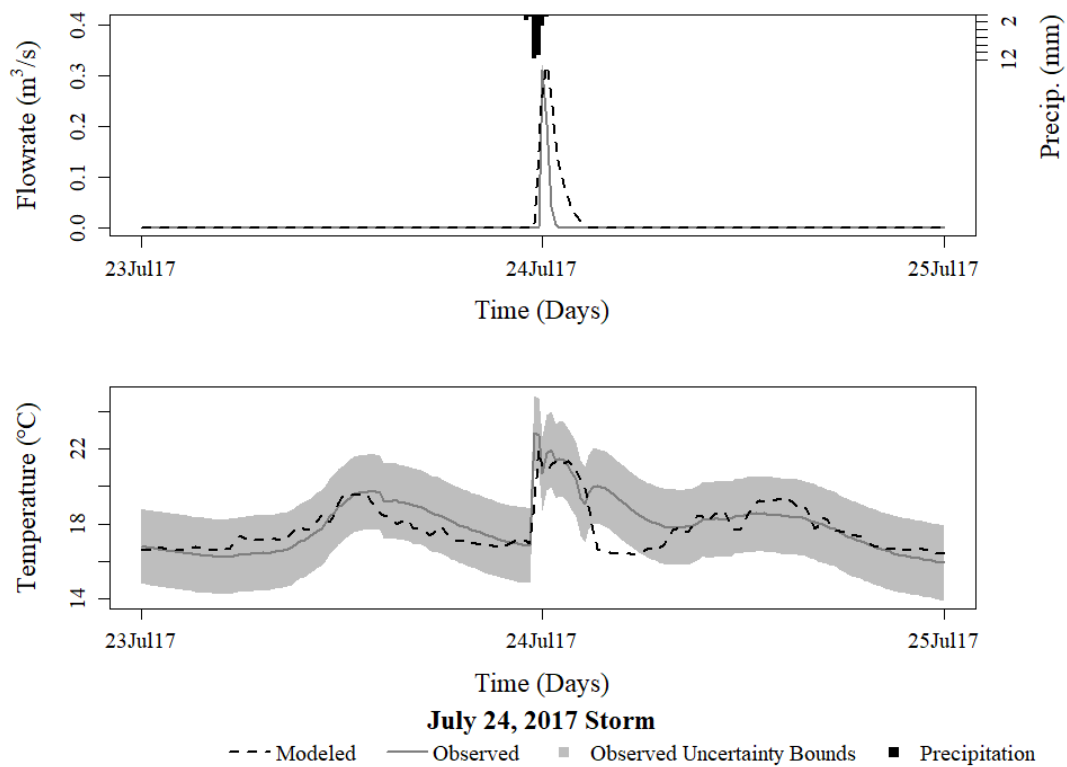 0.4
0.3
0.2
0.1
0.0
Flowrate (m³/s)
2
12
Precip. (mm)
23Jul17 24Jul17 25Jul17
Time (Days)
22
18
14
Temperature (°C)
23Jul17 24Jul17 25Jul17
Time (Days)
July 24, 2017 Storm
Modeled Observed Observed Uncertainty Bounds Precipitation